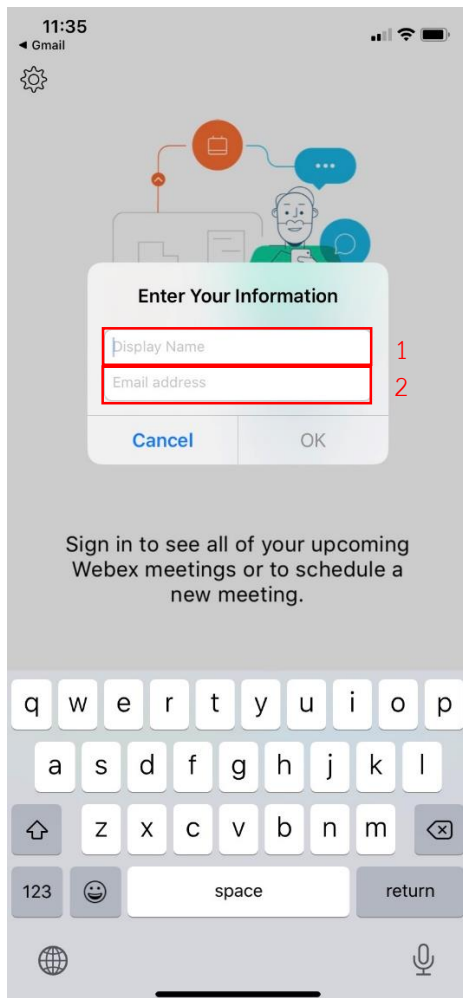 11:35
◀ Gmail
Enter Your Information
Display Name 1
Email address 2
Cancel OK
Sign in to see all of your upcoming
Webex meetings or to schedule a
new meeting.
q w e r t y u i o p
a s d f g h j k l
z x c v b n m
123 space return